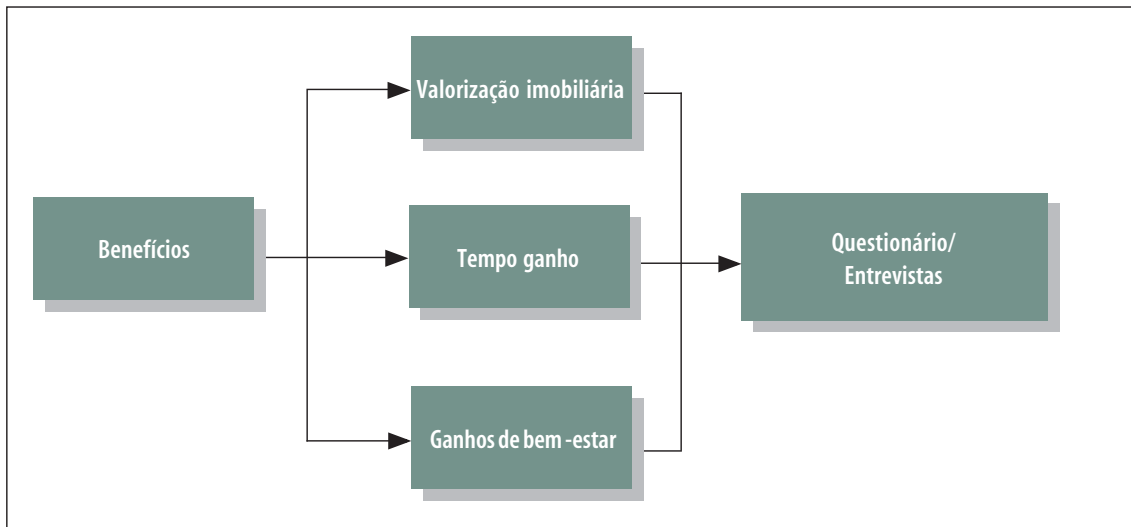 Benefícios
Valorização imobiliária
Tempo ganho
Ganhos de bem -estar
Questionário/
Entrevistas